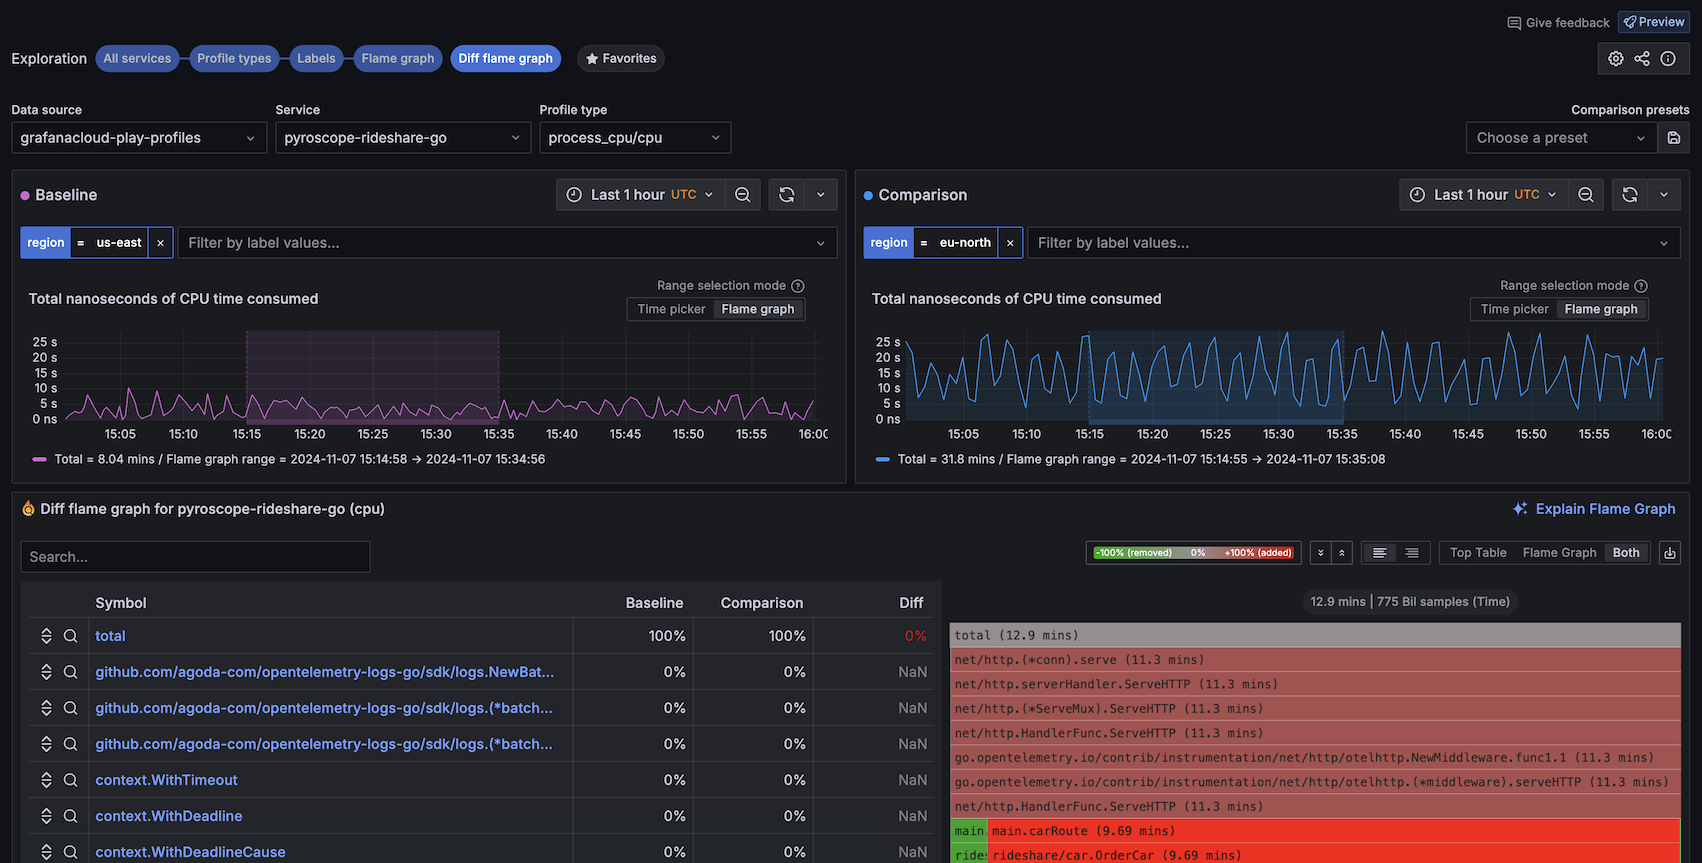 Give feedback Preview
Exploration All services Profile types Labels Flame graph Diff flame graph Favorites
Data source Service Profile type Comparison presets
grafanacloud-play-profiles pyroscope-rideshare-go process_cpu/cpu Choose a preset
Baseline Last 1 hour UTC
region = us-east × Filter by label values...
Range selection mode
Total nanoseconds of CPU time consumed
Time picker Flame graph
25 s
20 s
15 s
10 s
5 s
0 ns
15:05 15:10 15:15 15:20 15:25 15:30 15:35 15:40 15:45 15:50 15:55 16:00
Total = 8.04 mins / Flame graph range = 2024-11-07 15:14:58 → 2024-11-07 15:34:56
Comparison Last 1 hour UTC
region = eu-north × Filter by label values...
Range selection mode
Total nanoseconds of CPU time consumed
Time picker Flame graph
25 s
20 s
15 s
10 s
5 s
0 ns
15:05 15:10 15:15 15:20 15:25 15:30 15:35 15:40 15:45 15:50 15:55 16:00
Total = 31.8 mins / Flame graph range = 2024-11-07 15:14:55 → 2024-11-07 15:35:08
Diff flame graph for pyroscope-rideshare-go (cpu) Explain Flame Graph
Search...
-100% (removed) 0% +100% (added) Top Table Flame Graph Both
Symbol Baseline Comparison Diff
total 100% 100% 0%
github.com/agoda-com/opentelemetry-logs-go/sdk/logs.NewBat... 0% 0% NaN
github.com/agoda-com/opentelemetry-logs-go/sdk/logs.(*batch... 0% 0% NaN
github.com/agoda-com/opentelemetry-logs-go/sdk/logs.(*batch... 0% 0% NaN
context.WithTimeout 0% 0% NaN
context.WithDeadline 0% 0% NaN
context.WithDeadlineCause 0% 0% NaN
12.9 mins | 775 Bil samples (Time)
total (12.9 mins)
net/http.(*conn).serve (11.3 mins)
net/http.serverHandler.ServeHTTP (11.3 mins)
net/http.(*ServeMux).ServeHTTP (11.3 mins)
net/http.HandlerFunc.ServeHTTP (11.3 mins)
go.opentelemetry.io/contrib/instrumentation/net/http/otelhttp.NewMiddleware.func1.1 (11.3 mins)
go.opentelemetry.io/contrib/instrumentation/net/http/otelhttp.(*middleware).serveHTTP (11.3 mins)
net/http.HandlerFunc.ServeHTTP (11.3 mins)
main. main.carRoute (9.69 mins)
rides rideshare/car.OrderCar (9.69 mins)